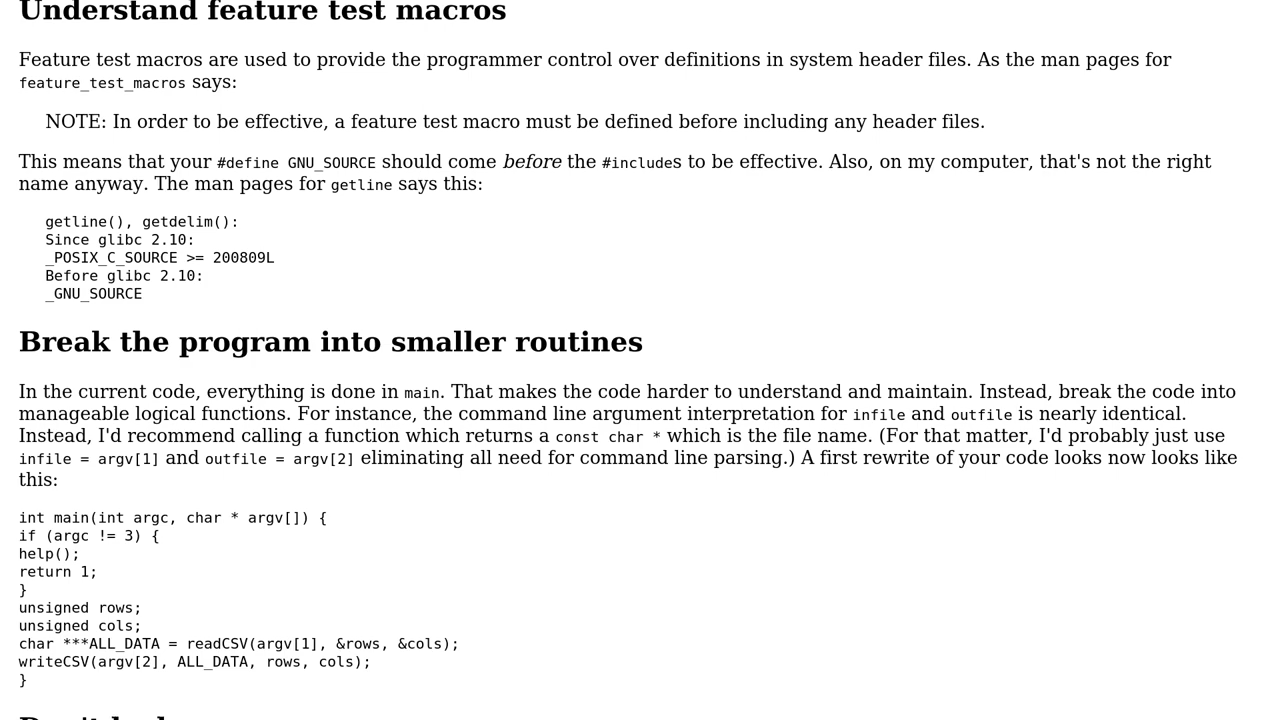 Understand feature test macros
Feature test macros are used to provide the programmer control over definitions in system header files. As the man pages for
feature_test_macros says:
NOTE: In order to be effective, a feature test macro must be defined before including any header files.
This means that your #define GNU_SOURCE should come before the #includes to be effective. Also, on my computer, that's not the right
name anyway. The man pages for getline says this:
getline(), getdelim():
Since glibc 2.10:
_POSIX_C_SOURCE >= 200809L
Before glibc 2.10:
_GNU_SOURCE
Break the program into smaller routines
In the current code, everything is done in main. That makes the code harder to understand and maintain. Instead, break the code into
manageable logical functions. For instance, the command line argument interpretation for infile and outfile is nearly identical.
Instead, I'd recommend calling a function which returns a const char * which is the file name. (For that matter, I'd probably just use
infile = argv[1] and outfile = argv[2] eliminating all need for command line parsing.) A first rewrite of your code looks now looks like
this:
int main(int argc, char * argv[]) {
if (argc != 3) {
help();
return 1;
}
unsigned rows;
unsigned cols;
char ***ALL_DATA = readCSV(argv[1], &rows, &cols);
writeCSV(argv[2], ALL_DATA, rows, cols);
}